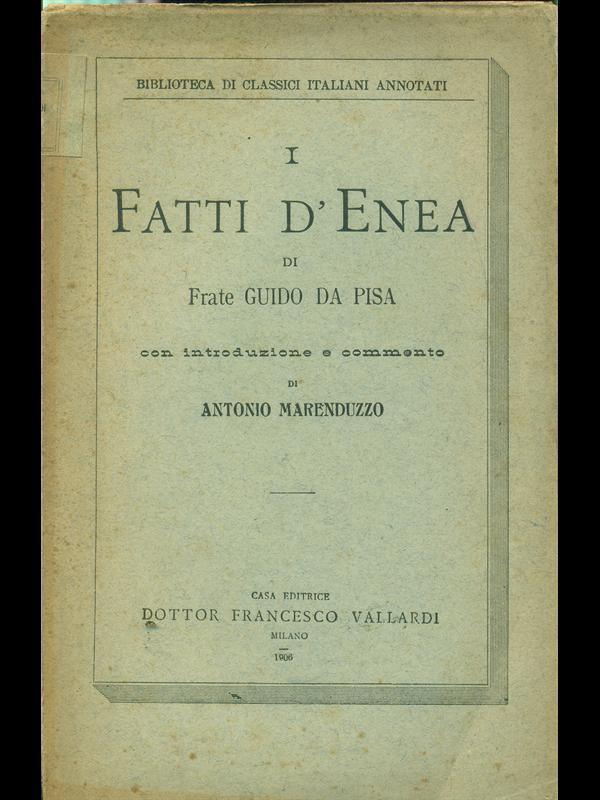 BIBLIOTECA DI CLASSICI ITALIANI ANNOTATI
I
FATTI D'ENEA
DI
Frate GUIDO DA PISA
con introduzione e commento
DI
ANTONIO MARENDUZZO
CASA EDITRICE
DOTTOR FRANCESCO VALLARDI
MILANO
1906